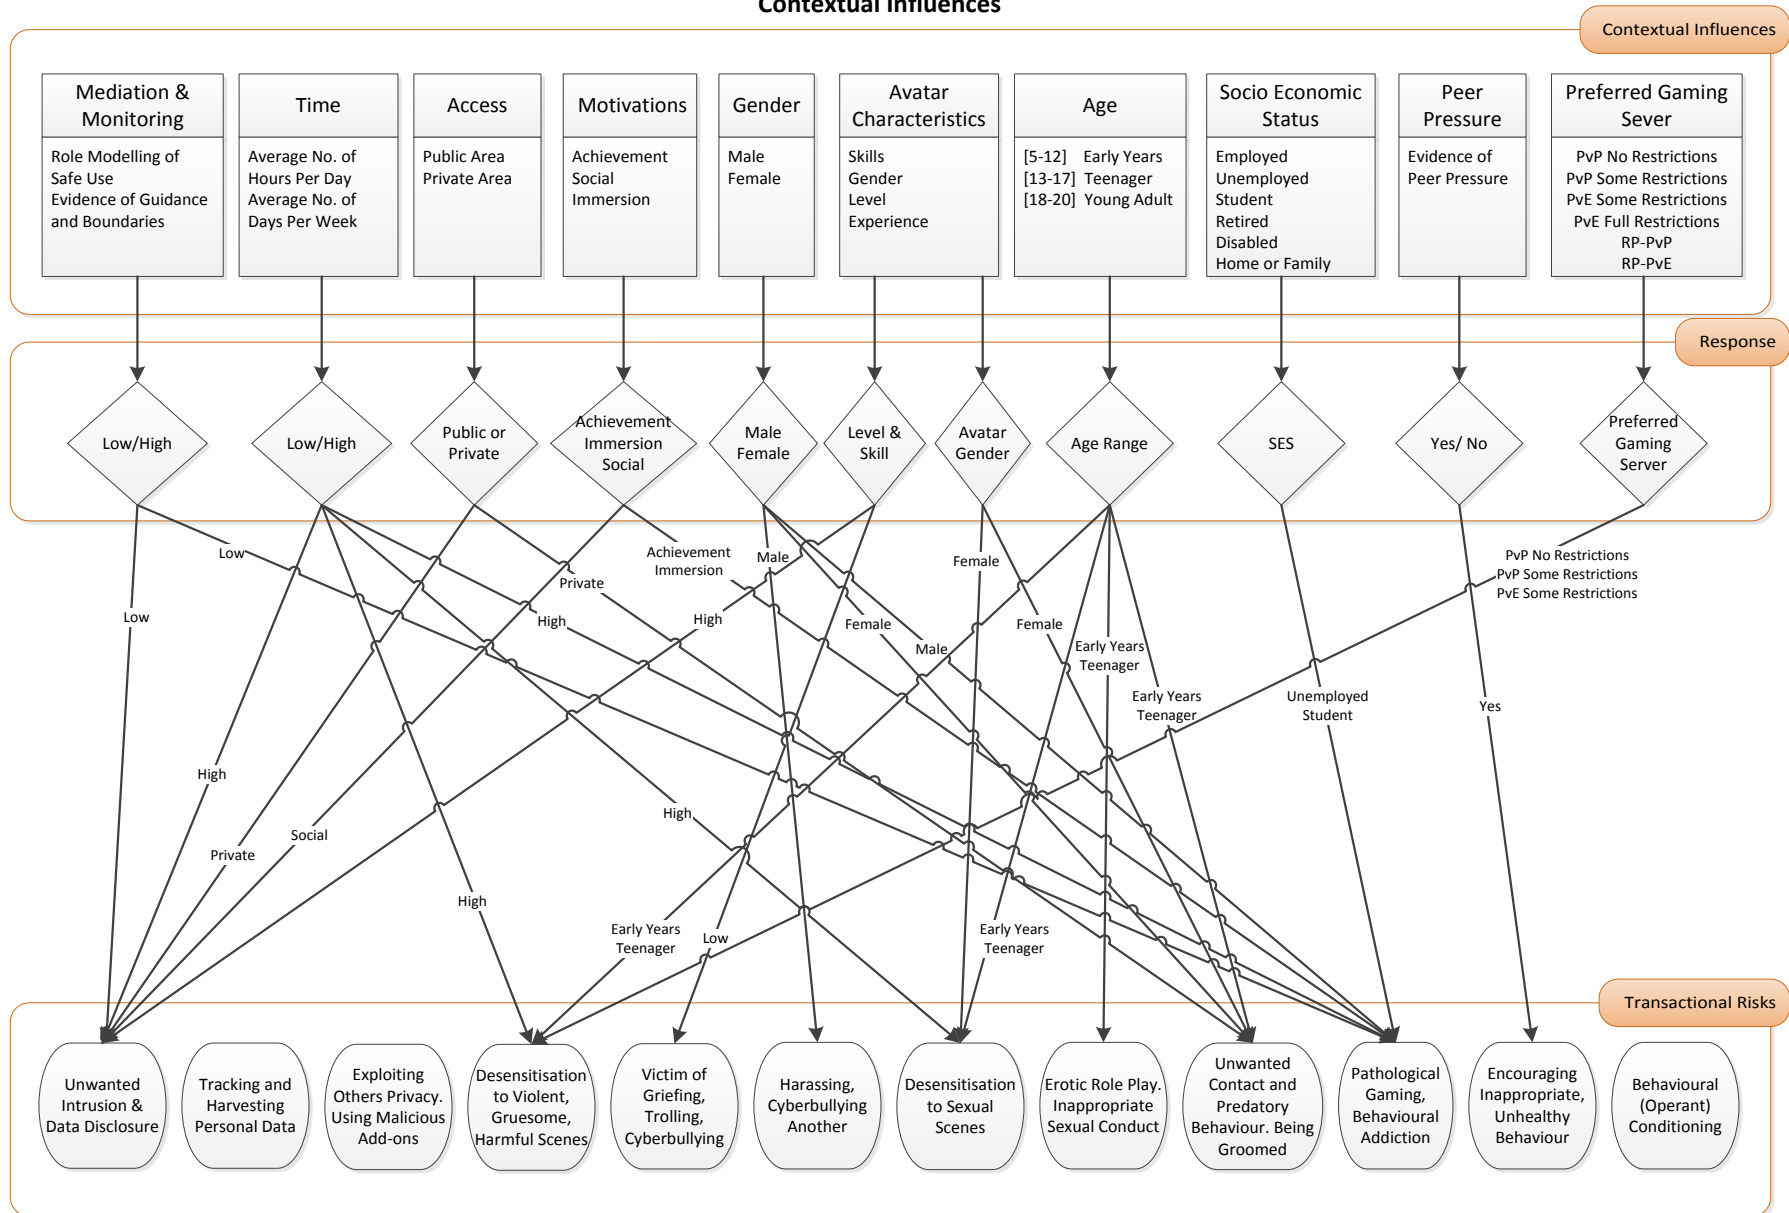 Contextual Influences
Contextual Influences
Mediation &
Monitoring
Role Modelling of
Safe Use
Evidence of Guidance
and Boundaries
Time
Average No. of
Hours Per Day
Average No. of
Days Per Week
Access
Public Area
Private Area
Motivations
Achievement
Social
Immersion
Gender
Male
Female
Avatar
Characteristics
Skills
Gender
Level
Experience
Age
[5-12] Early Years
[13-17] Teenager
[18-20] Young Adult
Socio Economic
Status
Employed
Unemployed
Student
Retired
Disabled
Home or Family
Peer
Pressure
Evidence of
Peer Pressure
Preferred Gaming
Sever
PvP No Restrictions
PvP Some Restrictions
PvE Some Restrictions
PvE Full Restrictions
RP-PvP
RP-PvE
Response
Low/High
Low/High
Public or
Private
Achievement
Immersion
Social
Male
Female
Level &
Skill
Avatar
Gender
Age Range
SES
Yes/ No
Preferred
Gaming
Server
Low
Achievement
Immersion
Male
Female
PvP No Restrictions
PvP Some Restrictions
PvE Some Restrictions
Private
Low
High
High
Female
Female
Male
Early Years
Teenager
Early Years
Teenager
Unemployed
Student
Yes
High
High
Social
Private
High
Early Years
Teenager
Low
Early Years
Teenager
Transactional Risks
Unwanted
Intrusion &
Data Disclosure
Tracking and
Harvesting
Personal Data
Exploiting
Others Privacy.
Using Malicious
Add-ons
Desensitisation
to Violent,
Gruesome,
Harmful Scenes
Victim of
Griefing,
Trolling,
Cyberbullying
Harassing,
Cyberbullying
Another
Desensitisation
to Sexual
Scenes
Erotic Role Play.
Inappropriate
Sexual Conduct
Unwanted
Contact and
Predatory
Behaviour. Being
Groomed
Pathological
Gaming,
Behavioural
Addiction
Encouraging
Inappropriate,
Unhealthy
Behaviour
Behavioural
(Operant)
Conditioning